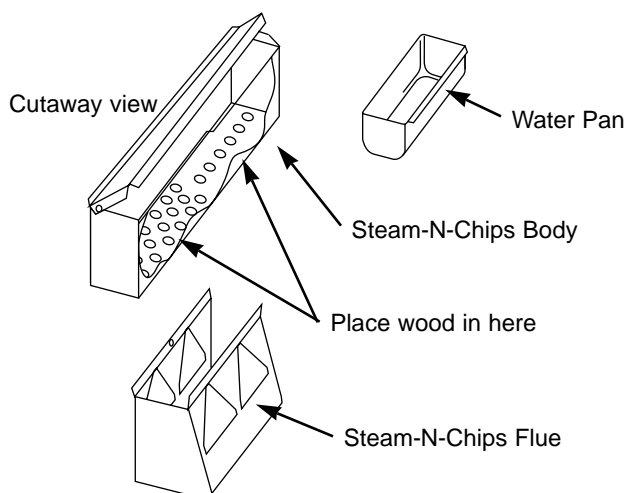 Cutaway view
Water Pan
Steam-N-Chips Body
Place wood in here
Steam-N-Chips Flue